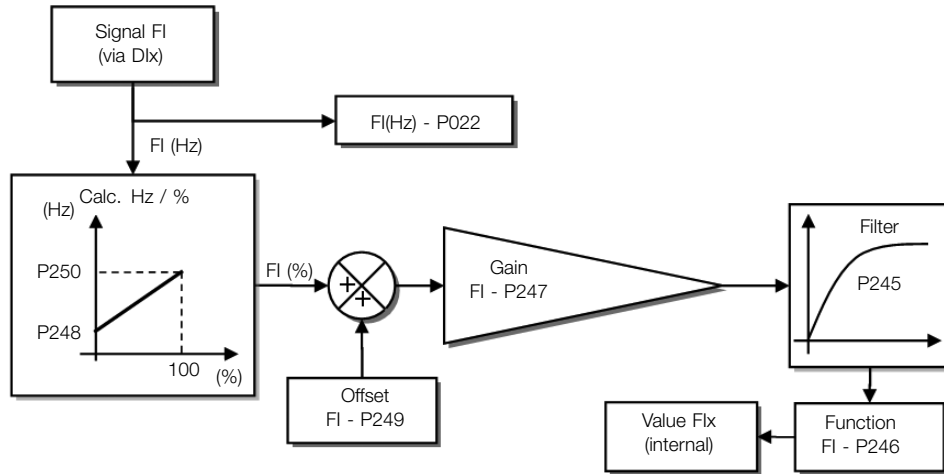 Signal FI
(via DIx)
FI(Hz) - P022
FI (Hz)
Calc. Hz / %
(Hz)
P250
P248
100
(%)
FI (%)
+
+
Offset
FI - P249
Gain
FI - P247
Filter
P245
Function
FI - P246
Value FIx
(internal)